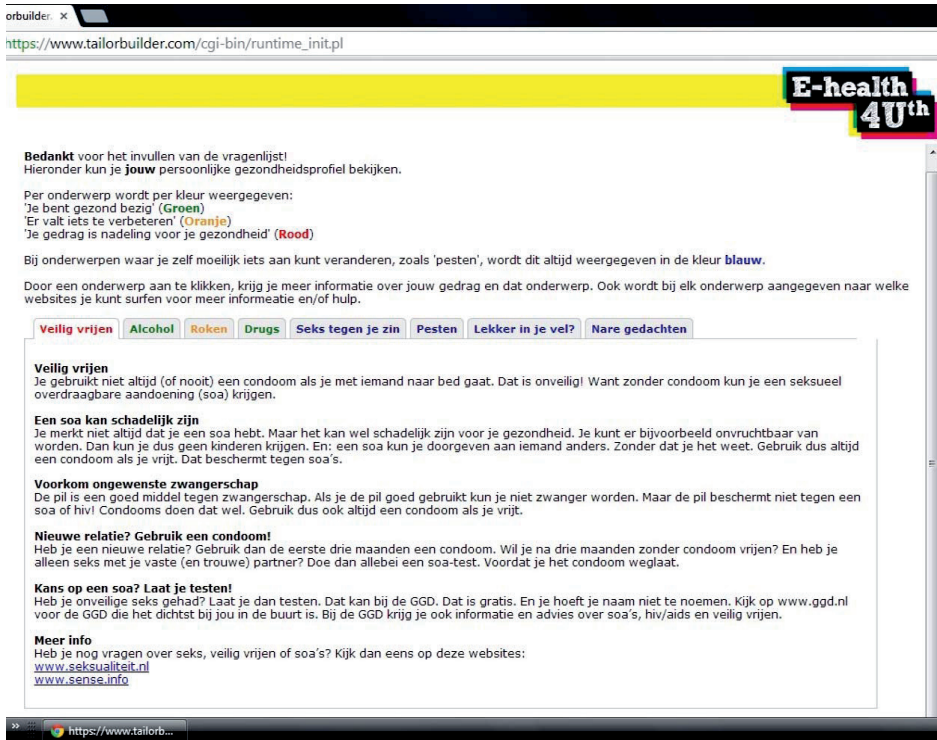 orbuilder. ×
https://www.tailorbuilder.com/cgi-bin/runtime_init.pl
E-health
4Uth
Bedankt voor het invullen van de vragenlijst!
Hieronder kun je jouw persoonlijke gezondheidsprofiel bekijken.
Per onderwerp wordt per kleur weergegeven:
'Je bent gezond bezig' (Groen)
'Er valt iets te verbeteren' (Oranje)
'Je gedrag is nadeling voor je gezondheid' (Rood)
Bij onderwerpen waar je zelf moeilijk iets aan kunt veranderen, zoals 'pesten', wordt dit altijd weergegeven in de kleur blauw.
Door een onderwerp aan te klikken, krijg je meer informatie over jouw gedrag en dat onderwerp. Ook wordt bij elk onderwerp aangegeven naar welke
websites je kunt surfen voor meer informeatie en/of hulp.
Veilig vrijen Alcohol Roken Drugs Seks tegen je zin Pesten Lekker in je vel? Nare gedachten
Veilig vrijen
Je gebruikt niet altijd (of nooit) een condoom als je met iemand naar bed gaat. Dat is onveilig! Want zonder condoom kun je een seksueel
overdraagbare aandoening (soa) krijgen.
Een soa kan schadelijk zijn
Je merkt niet altijd dat je een soa hebt. Maar het kan wel schadelijk zijn voor je gezondheid. Je kunt er bijvoorbeeld onvruchtbaar van
worden. Dan kun je dus geen kinderen krijgen. En: een soa kun je doorgeven aan iemand anders. Zonder dat je het weet. Gebruik dus altijd
een condoom als je vrijt. Dat beschermt tegen soa´s.
Voorkom ongewenste zwangerschap
De pil is een goed middel tegen zwangerschap. Als je de pil goed gebruikt kun je niet zwanger worden. Maar de pil beschermt niet tegen een
soa of hiv! Condooms doen dat wel. Gebruik dus ook altijd een condoom als je vrijt.
Nieuwe relatie? Gebruik een condoom!
Heb je een nieuwe relatie? Gebruik dan de eerste drie maanden een condoom. Wil je na drie maanden zonder condoom vrijen? En heb je
alleen seks met je vaste (en trouwe) partner? Doe dan allebei een soa-test. Voordat je het condoom weglaat.
Kans op een soa? Laat je testen!
Heb je onveilige seks gehad? Laat je dan testen. Dat kan bij de GGD. Dat is gratis. En je hoeft je naam niet te noemen. Kijk op www.ggd.nl
voor de GGD die het dichtst bij jou in de buurt is. Bij de GGD krijg je ook informatie en advies over soa´s, hiv/aids en veilig vrijen.
Meer info
Heb je nog vragen over seks, veilig vrijen of soa´s? Kijk dan eens op deze websites:
www.seksualiteit.nl
www.sense.info
» https://www.tailorb...